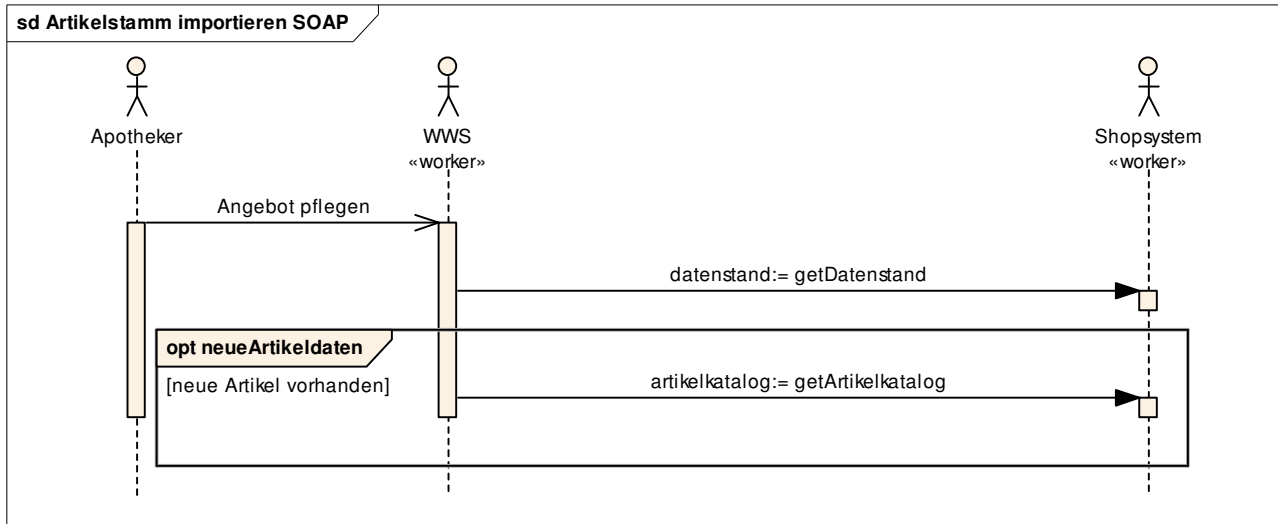 sd Artikelstamm importieren SOAP
Apotheker
WWS
«worker»
Shopsystem
«worker»
Angebot pflegen
datenstand:= getDatenstand
opt neueArtikeldaten
[neue Artikel vorhanden]
artikelkatalog:= getArtikelkatalog